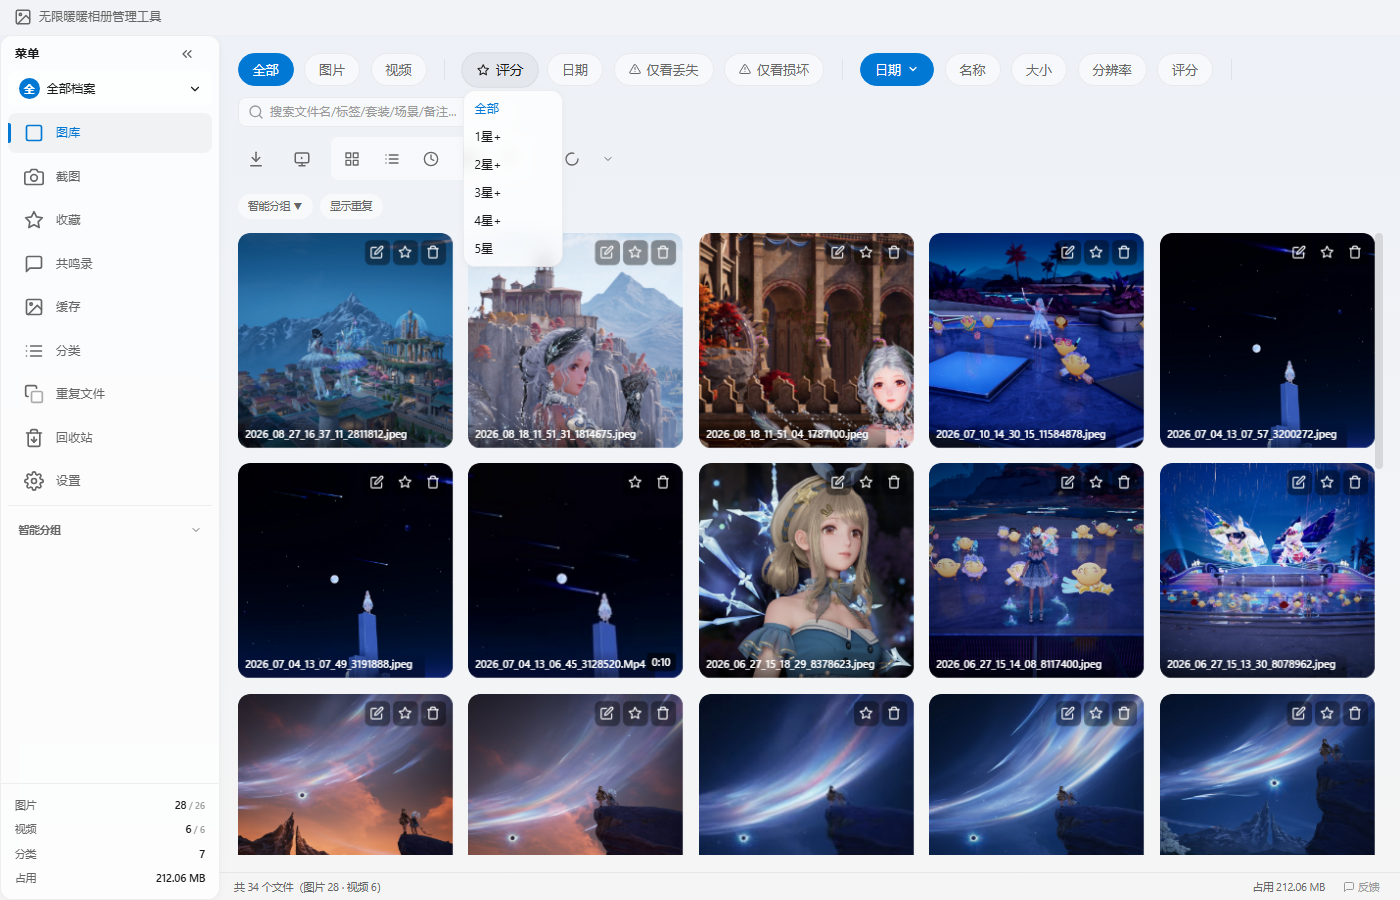 无限暖暖相册管理工具
菜单
全 全部档案
图库
截图
收藏
共鸣录
缓存
分类
重复文件
回收站
设置
智能分组
图片 28 / 26
视频 6 / 6
分类 7
占用 212.06 MB
全部 图片 视频 评分 日期 仅看丢失 仅看损坏 日期 名称 大小 分辨率 评分
搜索文件名/标签/套装/场景/备注...
全部
1星+
2星+
3星+
4星+
5星
智能分组▼ 显示重复
2026_08_27_16_37_11_2811812.jpeg
2026_08_18_11_51_31_1814675.jpeg
2026_08_18_11_51_04_1787100.jpeg
2026_07_10_14_30_15_11584878.jpeg
2026_07_04_13_07_57_3200272.jpeg
2026_07_04_13_07_49_3191888.jpeg
2026_07_04_13_06_45_3128520.Mp4 0:10
2026_06_27_15_18_29_8378623.jpeg
2026_06_27_15_14_08_8117400.jpeg
2026_06_27_15_13_30_8078962.jpeg
共 34 个文件（图片 28 · 视频 6）
占用 212.06 MB 反馈